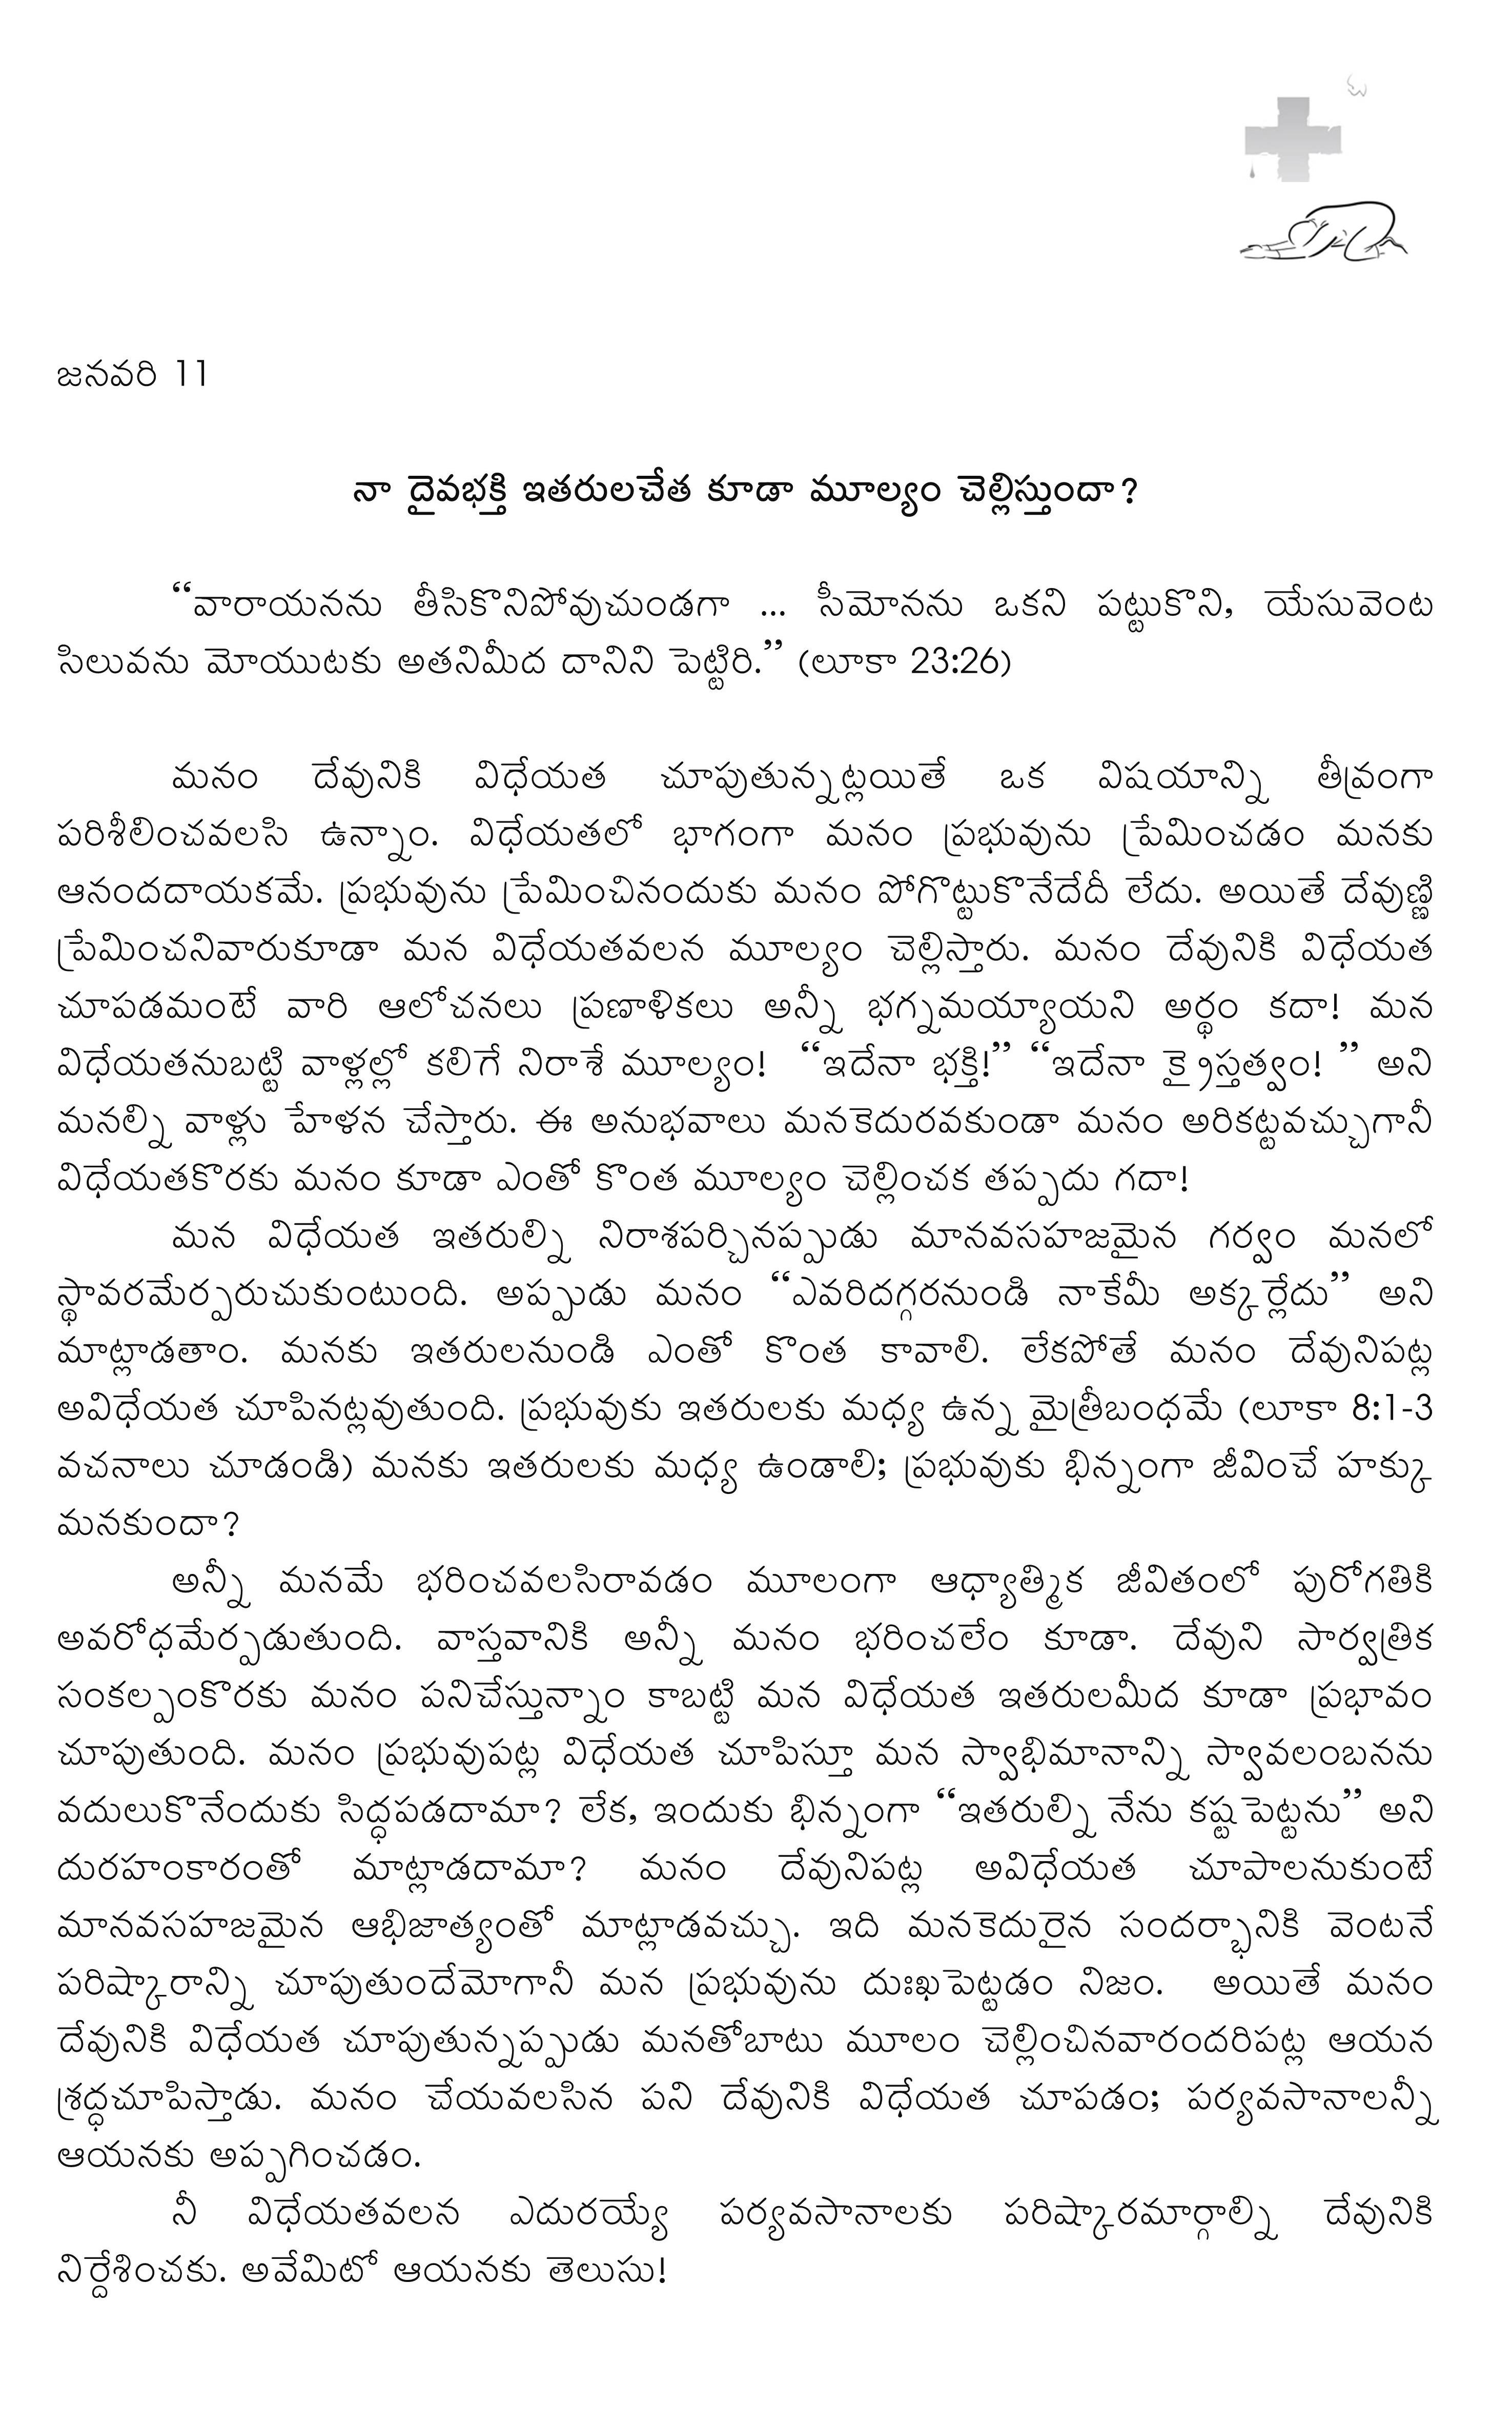 జనవరి 11
నా దైవభక్తి ఇతరులచేత కూడా మూల్యం చెల్లిస్తుందా?
“వారాయనను తీసికొనిపోవుచుండగా ... సీమోనను ఒకని పట్టుకొని, యేసువెంట
సిలువను మోయుటకు అతనిమీద దానిని పెట్టిరి.” (లూకా 23:26)
మనం దేవునికి విధేయత చూపుతున్నట్లయితే ఒక విషయాన్ని తీవ్రంగా
పరిశీలించవలసి ఉన్నాం. విధేయతలో భాగంగా మనం ప్రభువును ప్రేమించడం మనకు
ఆనందదాయకమే. ప్రభువును ప్రేమించినందుకు మనం పోగొట్టుకొనేదేదీ లేదు. అయితే దేవుణ్ణి
ప్రేమించనివారుకూడా మన విధేయతవలన మూల్యం చెల్లిస్తారు. మనం దేవునికి విధేయత
చూపడమంటే వారి ఆలోచనలు ప్రణాళికలు అన్నీ భగ్నమయ్యాయని అర్థం కదా! మన
విధేయతనుబట్టి వాళ్లల్లో కలిగే నిరాశే మూల్యం! “ఇదేనా భక్తి!” “ఇదేనా క్రైస్తత్వం! ” అని
మనల్ని వాళ్లు హేళన చేస్తారు. ఈ అనుభవాలు మనకెదురవకుండా మనం అరికట్టవచ్చుగానీ
విధేయతకొరకు మనం కూడా ఎంతో కొంత మూల్యం చెల్లించక తప్పదు గదా!
మన విధేయత ఇతరుల్ని నిరాశపర్చినప్పుడు మానవసహజమైన గర్వం మనలో
స్థావరమేర్పరుచుకుంటుంది. అప్పుడు మనం “ఎవరిదగ్గరనుండి నాకేమీ అక్కర్లేదు” అని
మాట్లాడతాం. మనకు ఇతరులనుండి ఎంతో కొంత కావాలి. లేకపోతే మనం దేవునిపట్ల
అవిధేయత చూపినట్లవుతుంది. ప్రభువుకు ఇతరులకు మధ్య ఉన్న మైత్రీబంధమే (లూకా 8:1-3
వచనాలు చూడండి) మనకు ఇతరులకు మధ్య ఉండాలి; ప్రభువుకు భిన్నంగా జీవించే హక్కు
మనకుందా?
అన్నీ మనమే భరించవలసిరావడం మూలంగా ఆధ్యాత్మిక జీవితంలో పురోగతికి
అవరోధమేర్పడుతుంది. వాస్తవానికి అన్నీ మనం భరించలేం కూడా. దేవుని సార్వత్రిక
సంకల్పంకొరకు మనం పనిచేస్తున్నాం కాబట్టి మన విధేయత ఇతరులమీద కూడా ప్రభావం
చూపుతుంది. మనం ప్రభువుపట్ల విధేయత చూపిస్తూ మన స్వాభిమానాన్ని స్వావలంబనను
వదులుకొనేందుకు సిద్ధపడదామా? లేక, ఇందుకు భిన్నంగా “ఇతరుల్ని నేను కష్టపెట్టను” అని
దురహంకారంతో మాట్లాడదామా? మనం దేవునిపట్ల అవిధేయత చూపాలనుకుంటే
మానవసహజమైన ఆభిజాత్యంతో మాట్లాడవచ్చు. ఇది మనకెదురైన సందర్భానికి వెంటనే
పరిష్కారాన్ని చూపుతుందేమోగానీ మన ప్రభువును దుఃఖపెట్టడం నిజం. అయితే మనం
దేవునికి విధేయత చూపుతున్నప్పుడు మనతోబాటు మూలం చెల్లించినవారందరిపట్ల ఆయన
శ్రద్ధచూపిస్తాడు. మనం చేయవలసిన పని దేవునికి విధేయత చూపడం; పర్యవసానాలన్నీ
ఆయనకు అప్పగించడం.
నీ విధేయతవలన ఎదురయ్యే పర్యవసానాలకు పరిష్కారమార్గాల్ని దేవునికి
నిర్దేశించకు. అవేమిటో ఆయనకు తెలుసు!